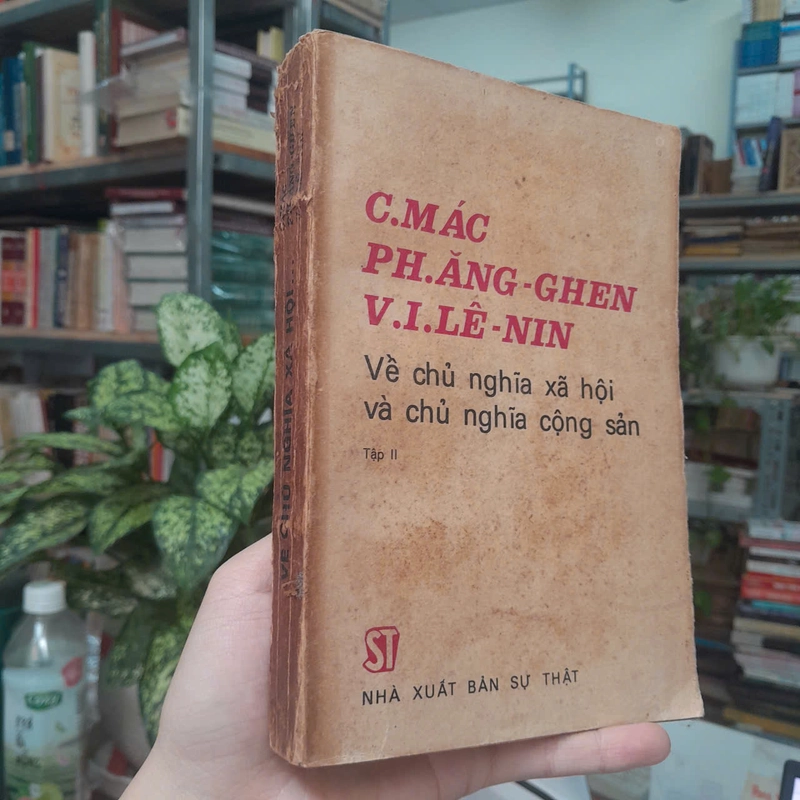 C.MÁC
PH.ĂNG-GHEN
V.I.LÊ-NIN
Về chủ nghĩa xã hội
và chủ nghĩa cộng sản
Tập II
ST
NHÀ XUẤT BẢN SỰ THẬT
VỀ CHỦ NGHĨA XÃ HỘI